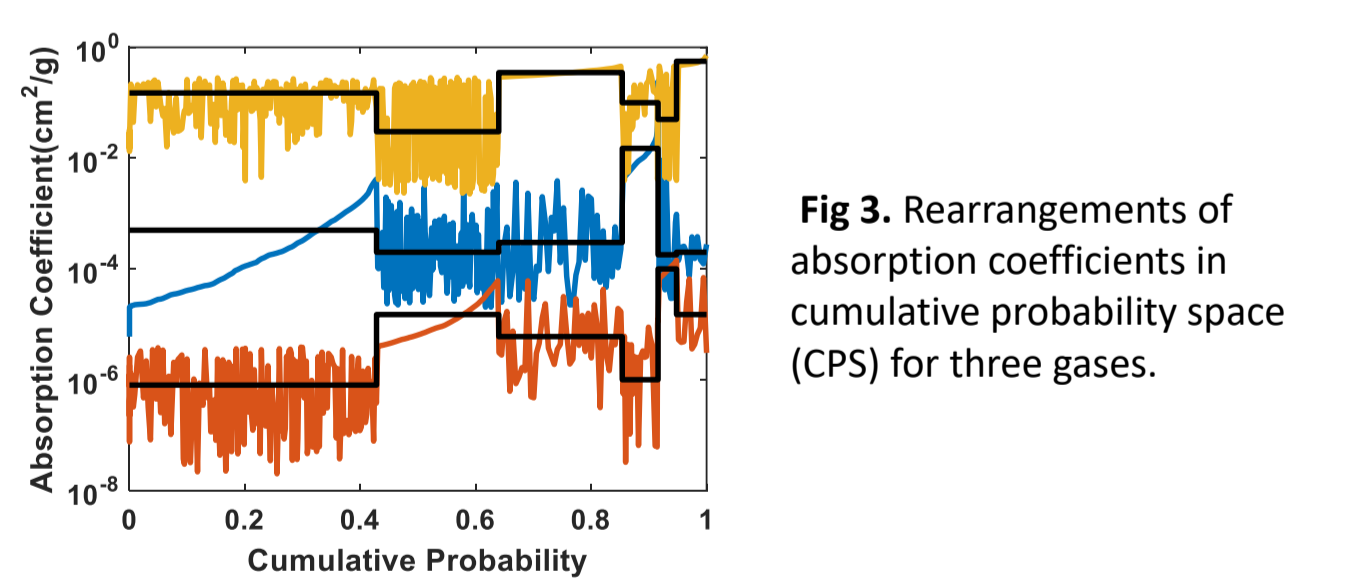 10^0
10^-2
10^-4
10^-6
10^-8
Absorption Coefficient(cm^2/g)
0 0.2 0.4 0.6 0.8 1
Cumulative Probability
Fig 3. Rearrangements of
absorption coefficients in
cumulative probability space
(CPS) for three gases.